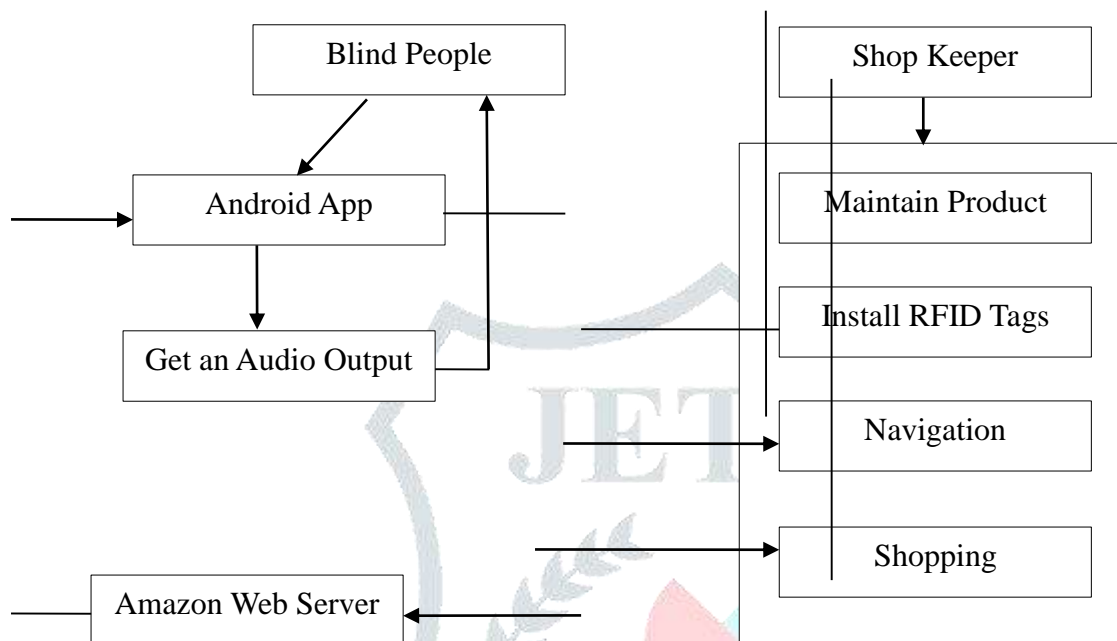 Blind People
Shop Keeper
Android App
Maintain Product
Install RFID Tags
Get an Audio Output
JET
Navigation
Shopping
Amazon Web Server